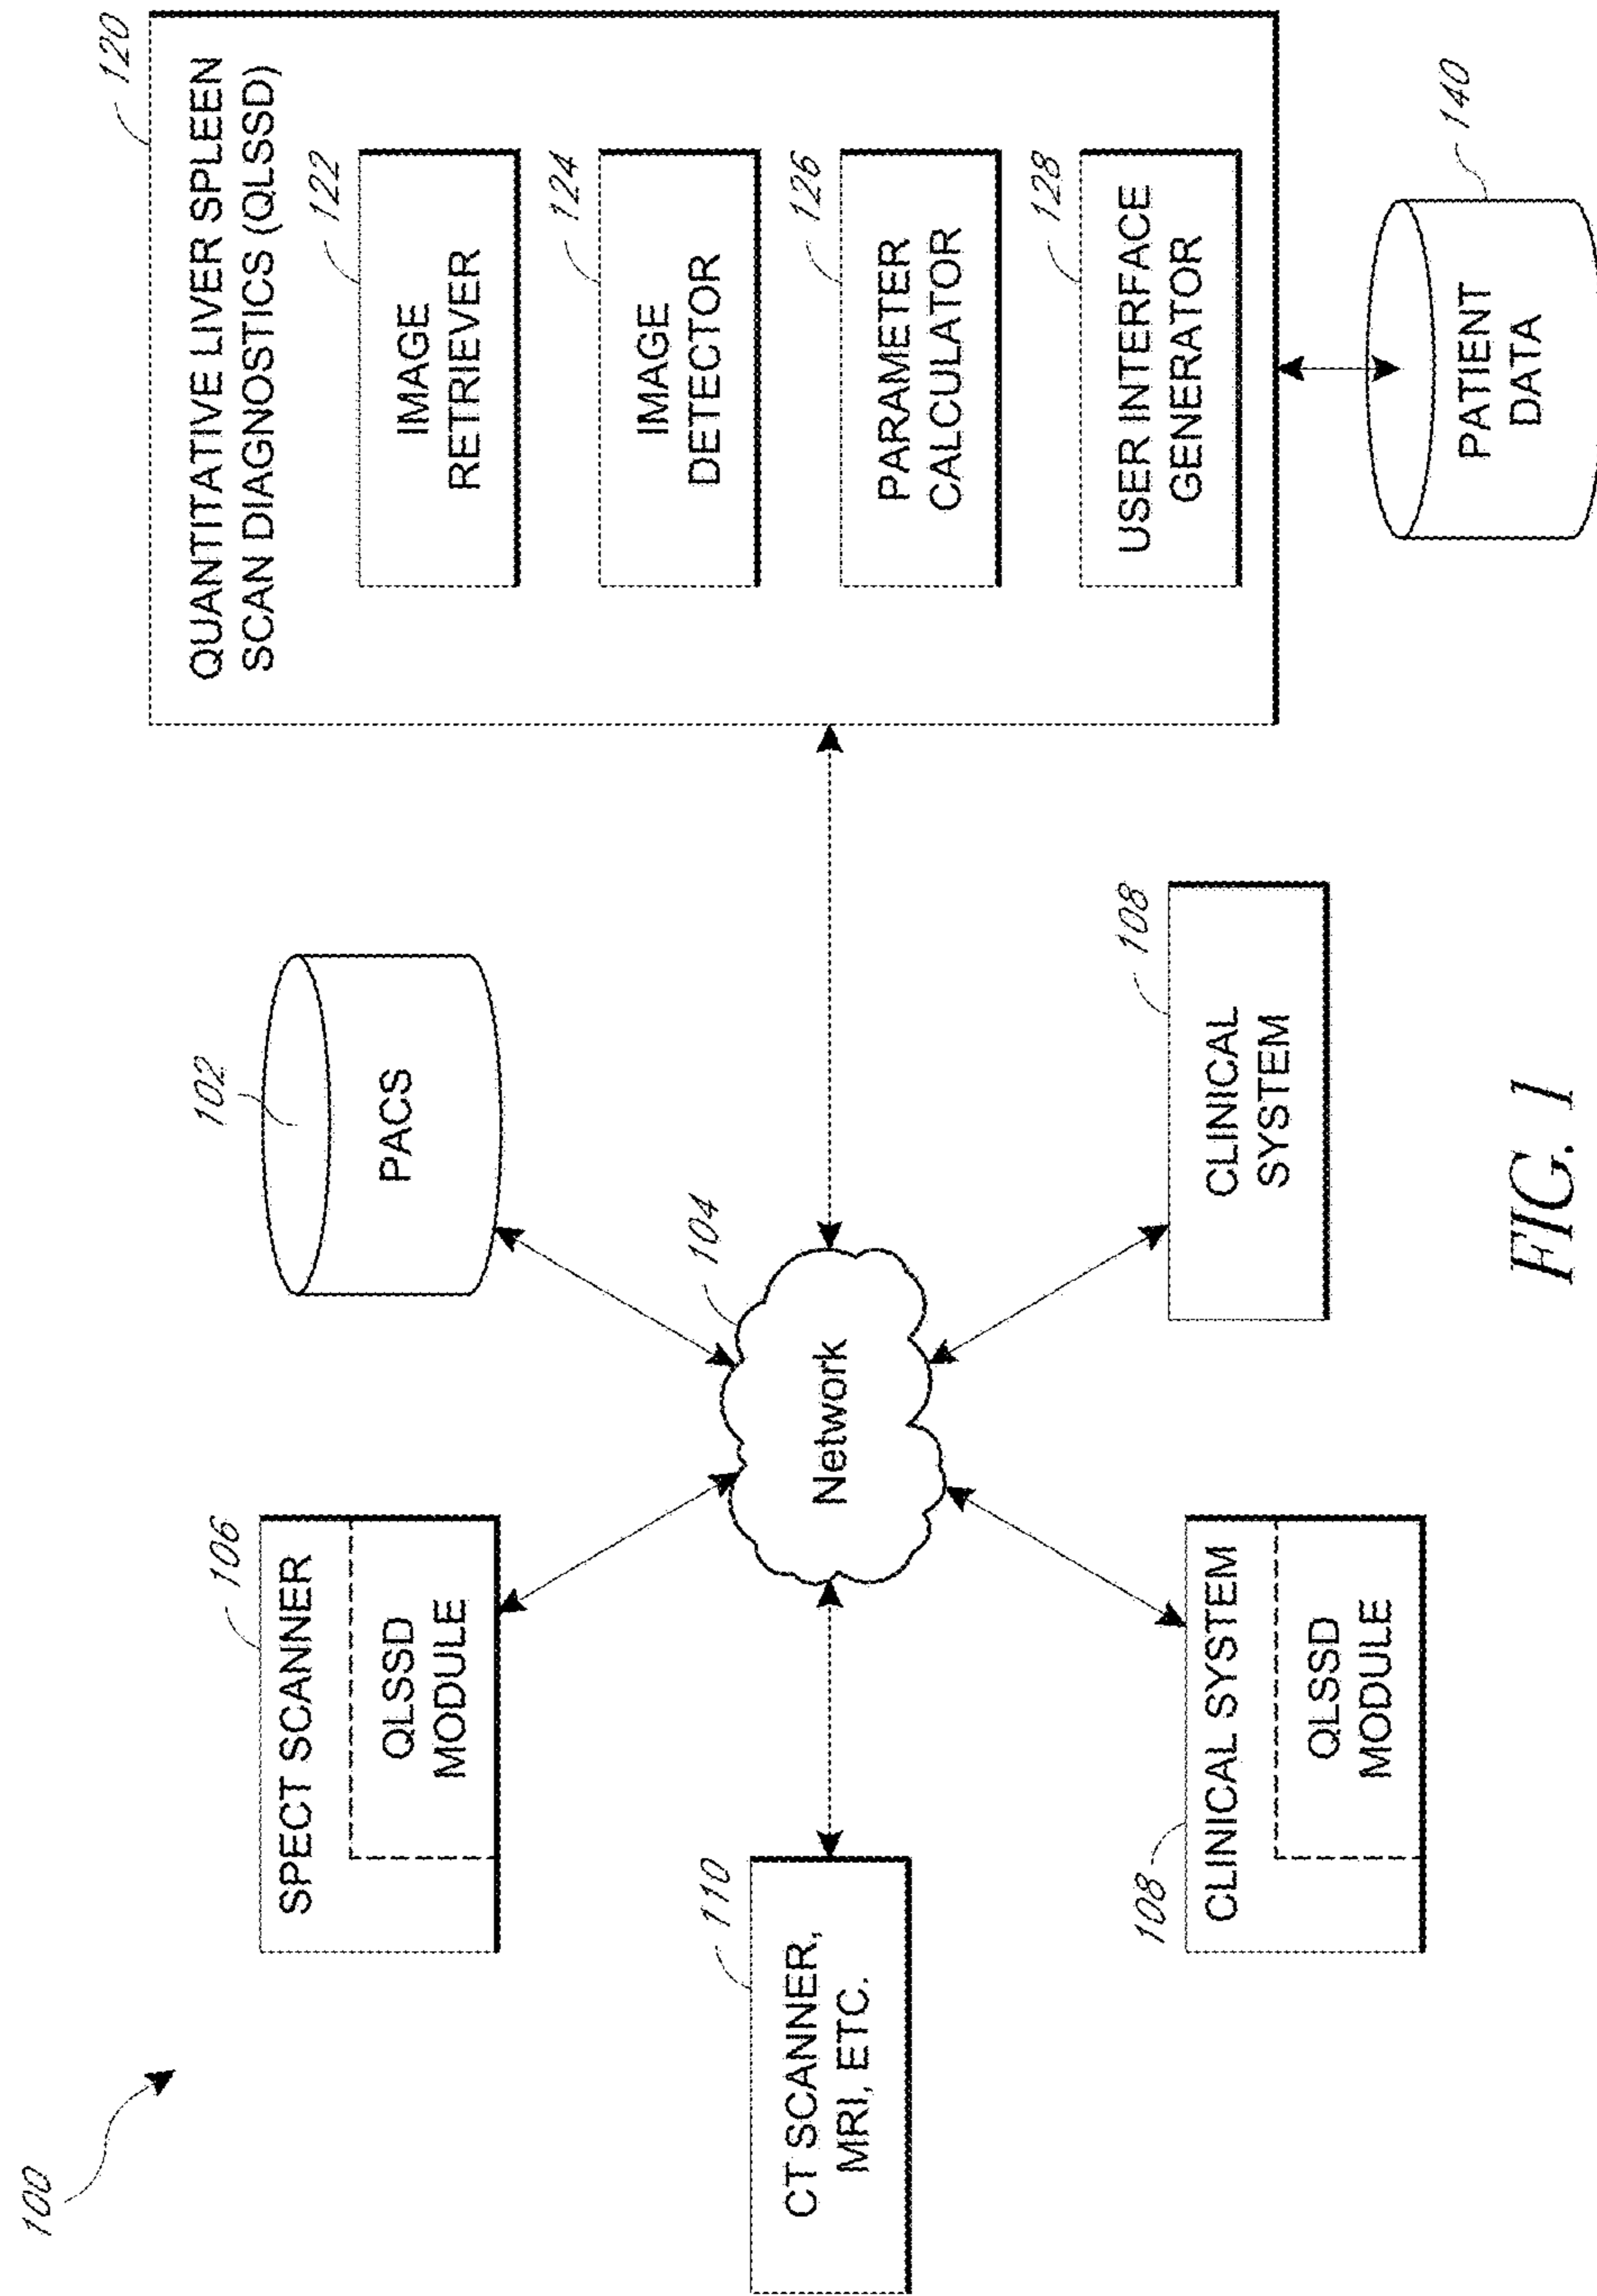 100
106
SPECT SCANNER
QLSSD
MODULE
102
PACS
120
QUANTITATIVE LIVER SPLEEN
SCAN DIAGNOSTICS (QLSSD)
122
IMAGE
RETRIEVER
124
IMAGE
DETECTOR
126
PARAMETER
CALCULATOR
128
USER INTERFACE
GENERATOR
110
CT SCANNER,
MRI, ETC.
104
Network
108
CLINICAL SYSTEM
QLSSD
MODULE
108
CLINICAL
SYSTEM
140
PATIENT
DATA
FIG. 1